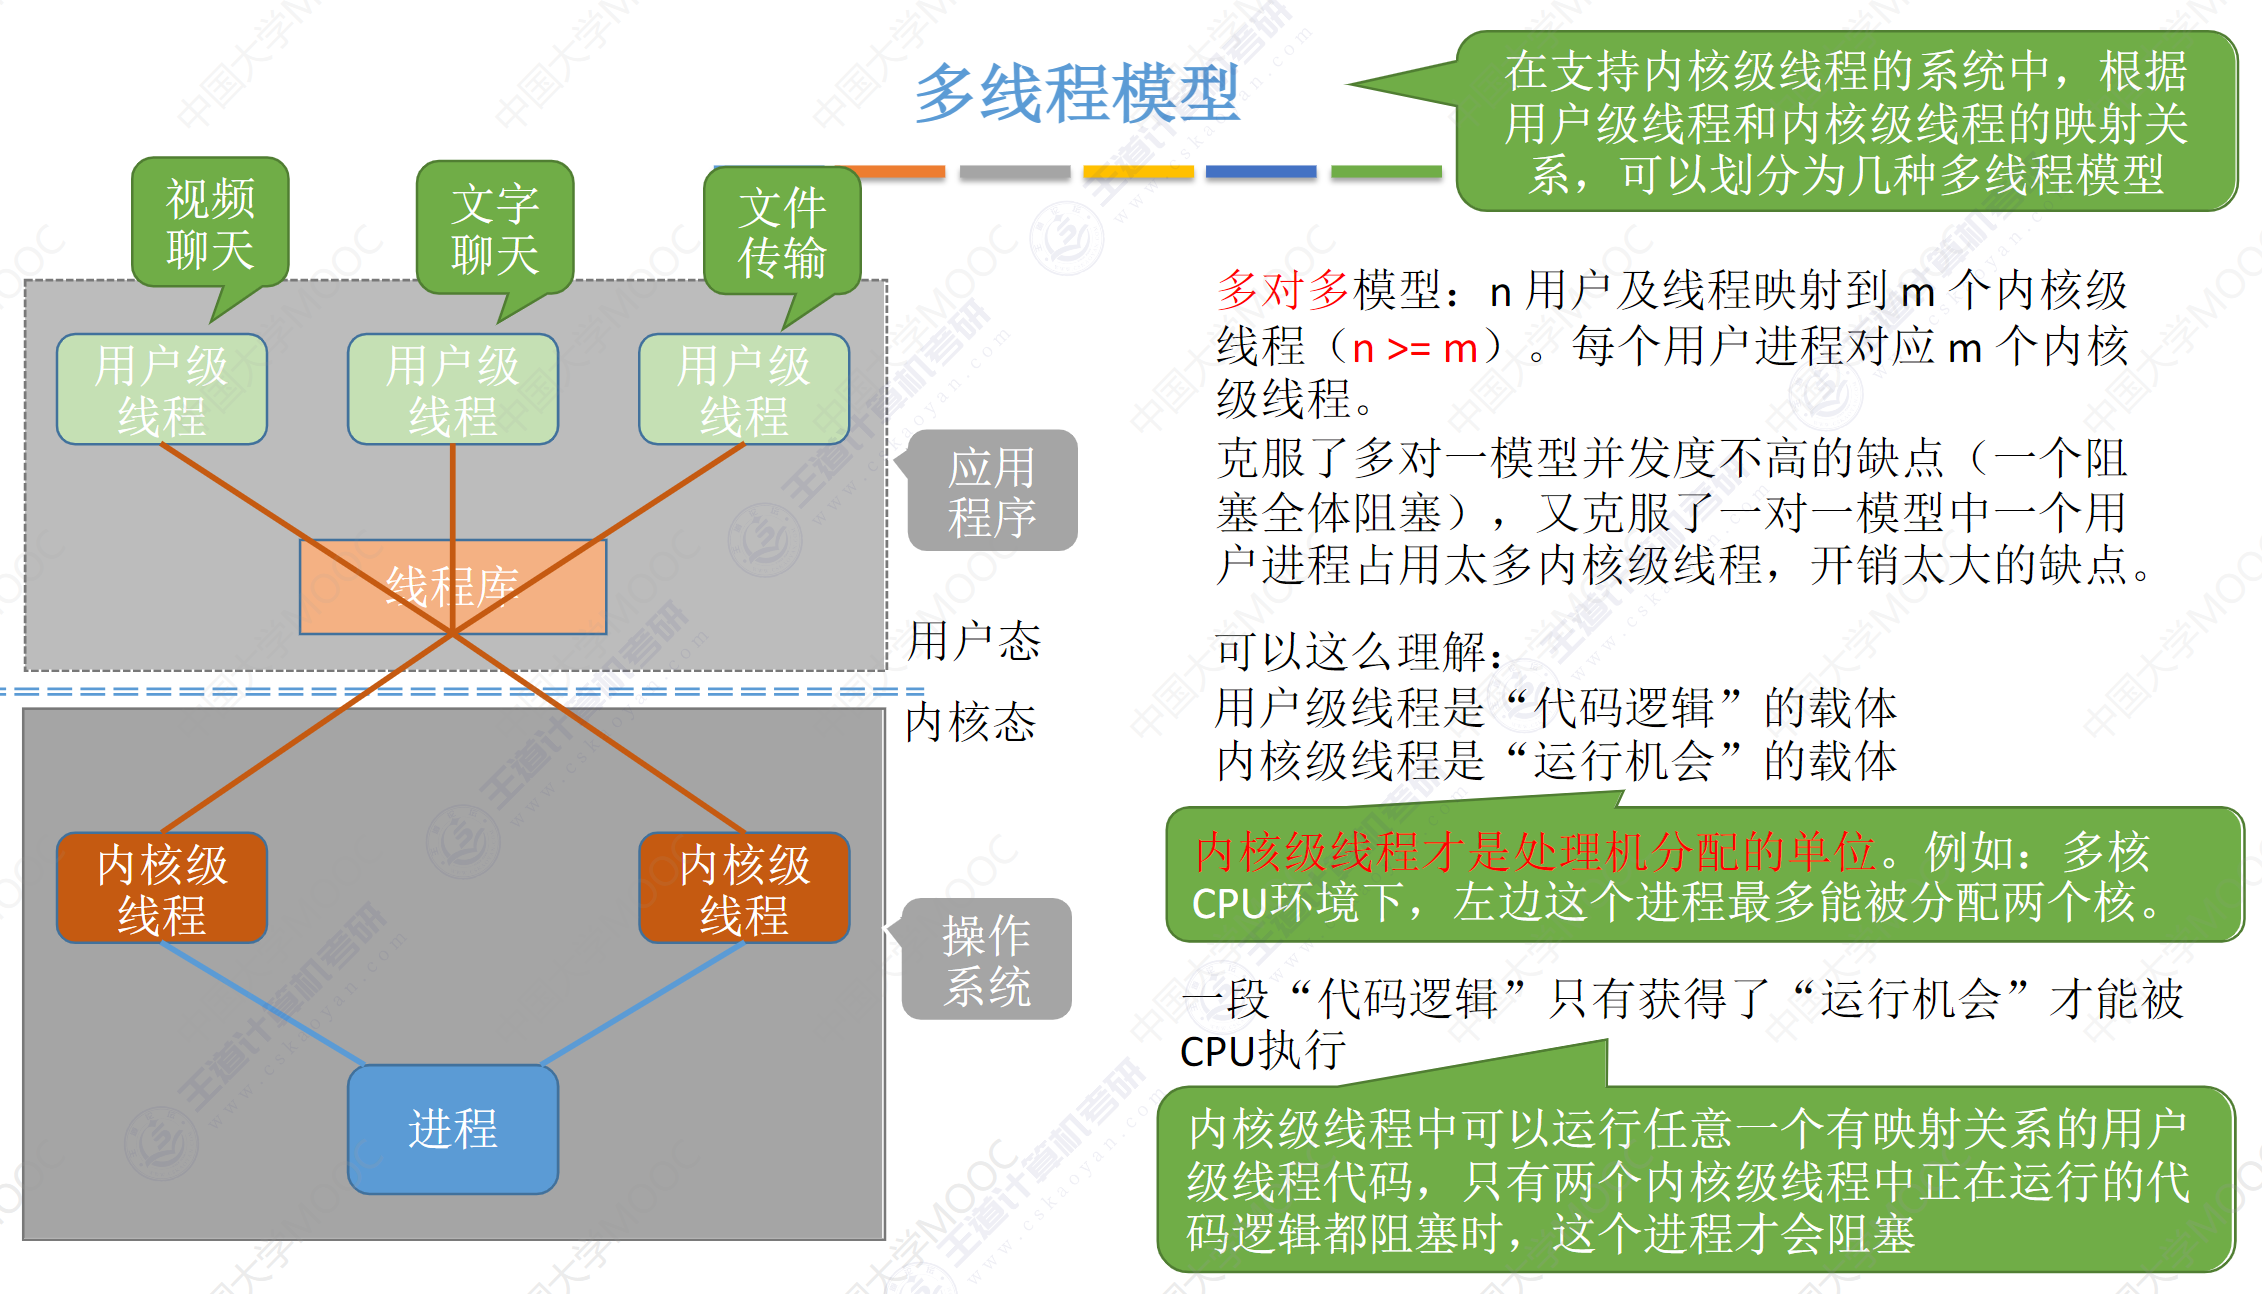 多线程模型
在支持内核级线程的系统中，根据
用户级线程和内核级线程的映射关
系，可以划分为几种多线程模型
视频
聊天
文字
聊天
文件
传输
用户级
线程
用户级
线程
用户级
线程
线程库
应用
程序
用户态
内核态
内核级
线程
内核级
线程
操作
系统
进程
多对多模型：n 用户及线程映射到 m 个内核级
线程（n >= m）。每个用户进程对应 m 个内核
级线程。
克服了多对一模型并发度不高的缺点（一个阻
塞全体阻塞），又克服了一对一模型中一个用
户进程占用太多内核级线程，开销太大的缺点。
可以这么理解：
用户级线程是“代码逻辑”的载体
内核级线程是“运行机会”的载体
内核级线程才是处理机分配的单位。例如：多核
CPU环境下，左边这个进程最多能被分配两个核。
一段“代码逻辑”只有获得了“运行机会”才能被
CPU执行
内核级线程中可以运行任意一个有映射关系的用户
级线程代码，只有两个内核级线程中正在运行的代
码逻辑都阻塞时，这个进程才会阻塞
中国大学MOOC
王道计算机考研
www.cskaoyan.com